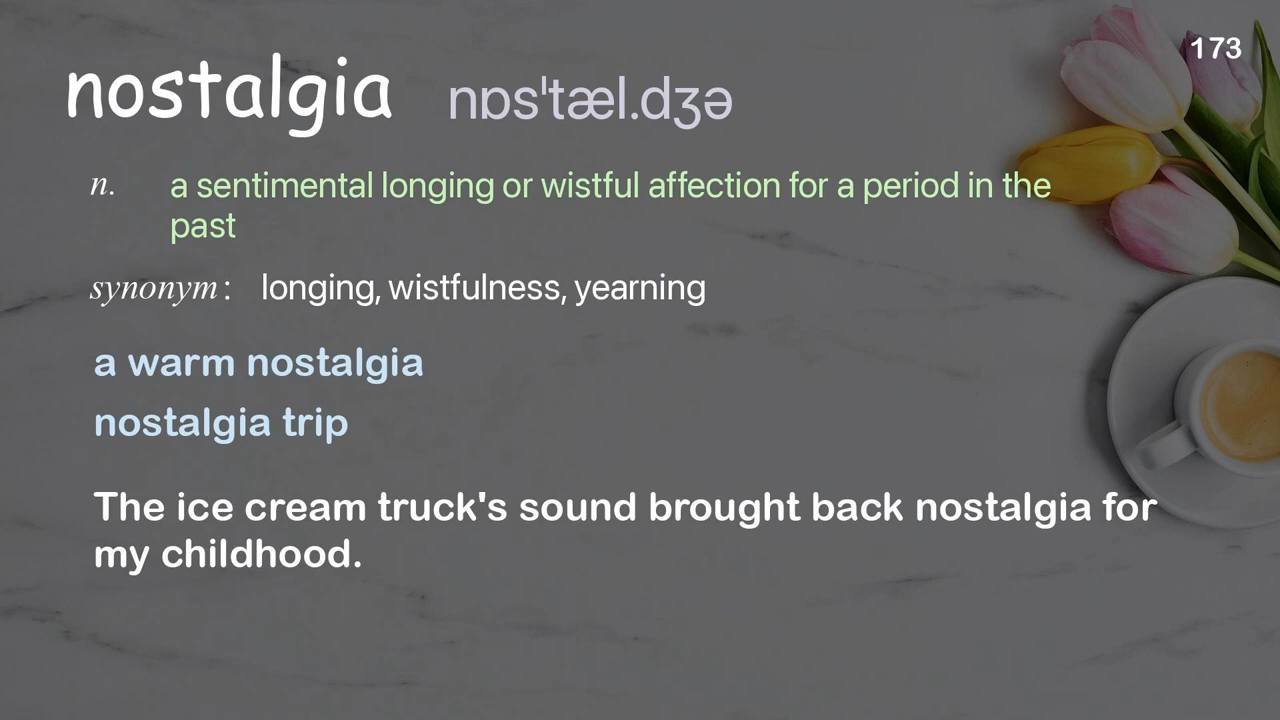 173
nostalgia nɒsˈtæl.dʒə
n. a sentimental longing or wistful affection for a period in the
past
synonym: longing, wistfulness, yearning
a warm nostalgia
nostalgia trip
The ice cream truck's sound brought back nostalgia for
my childhood.